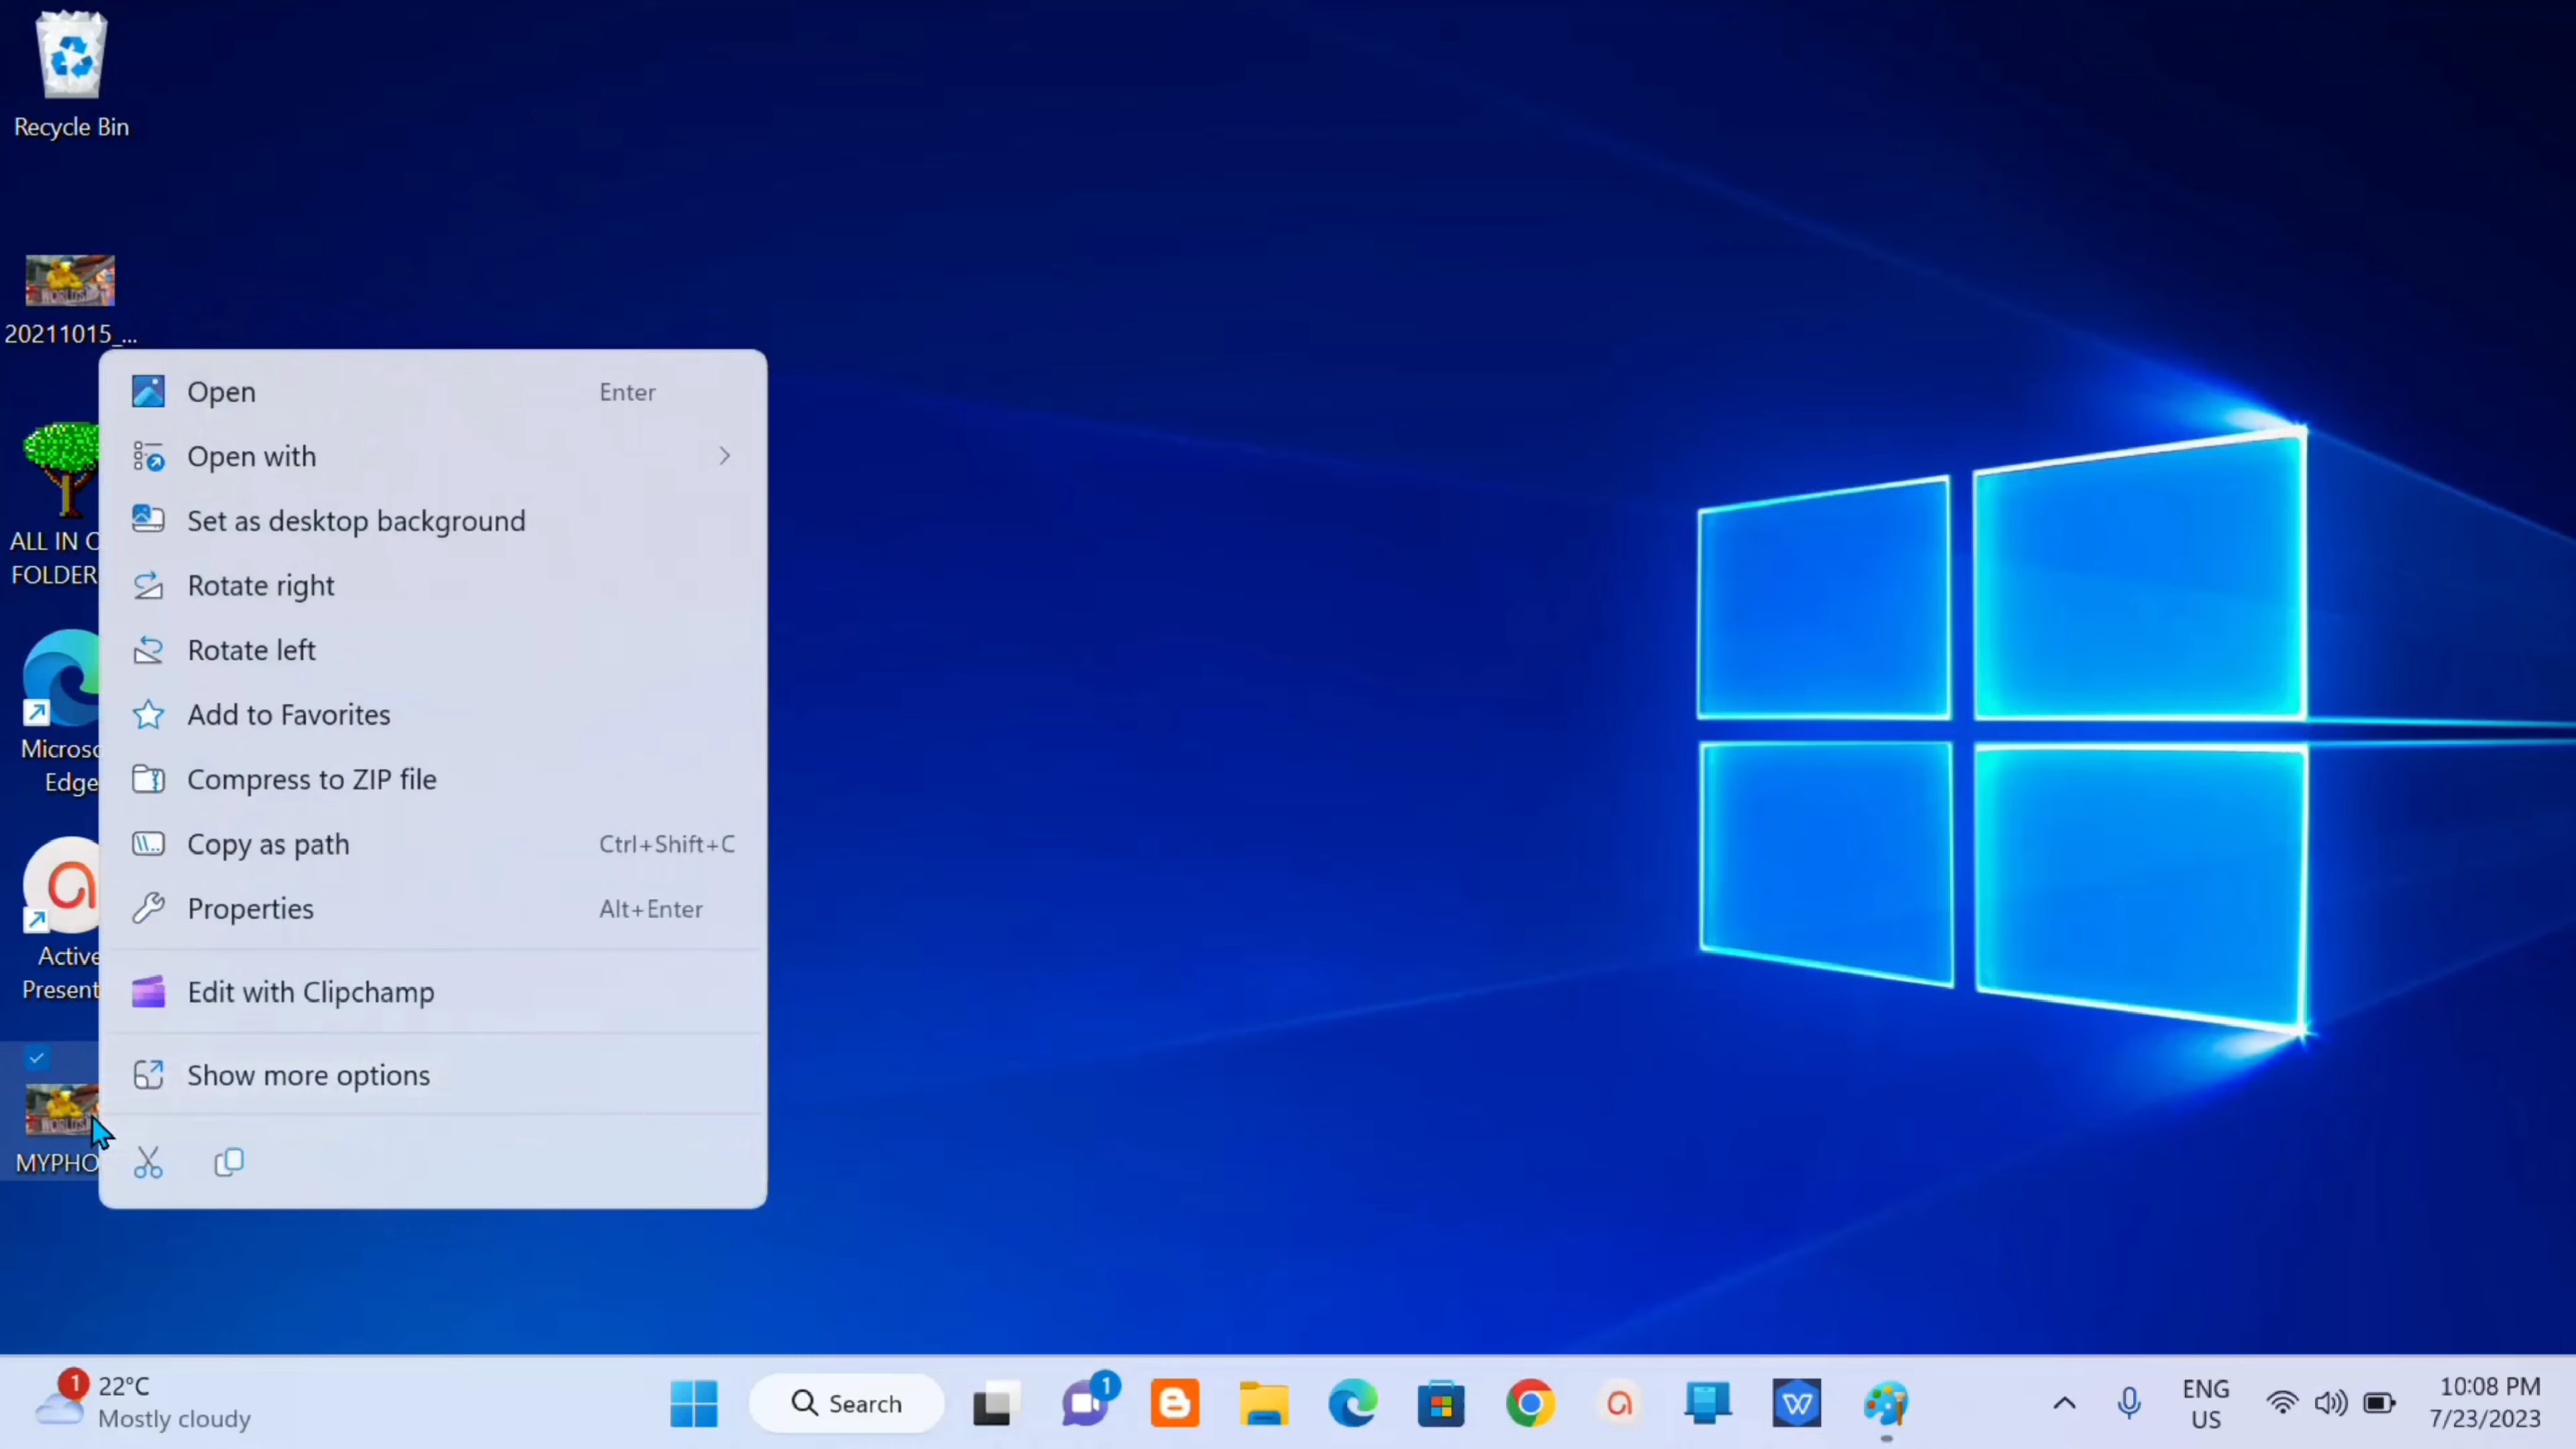 Recycle Bin
20211015_...
Open Enter
Open with
Set as desktop background
Rotate right
Rotate left
Add to Favorites
Compress to ZIP file
Copy as path Ctrl+Shift+C
Properties Alt+Enter
Edit with Clipchamp
Show more options
ALL IN
FOLDER
Microso
Edge
Active
Present
MYPHO
1
22°C
Mostly cloudy
Search
1
ENG
US
10:08 PM
7/23/2023